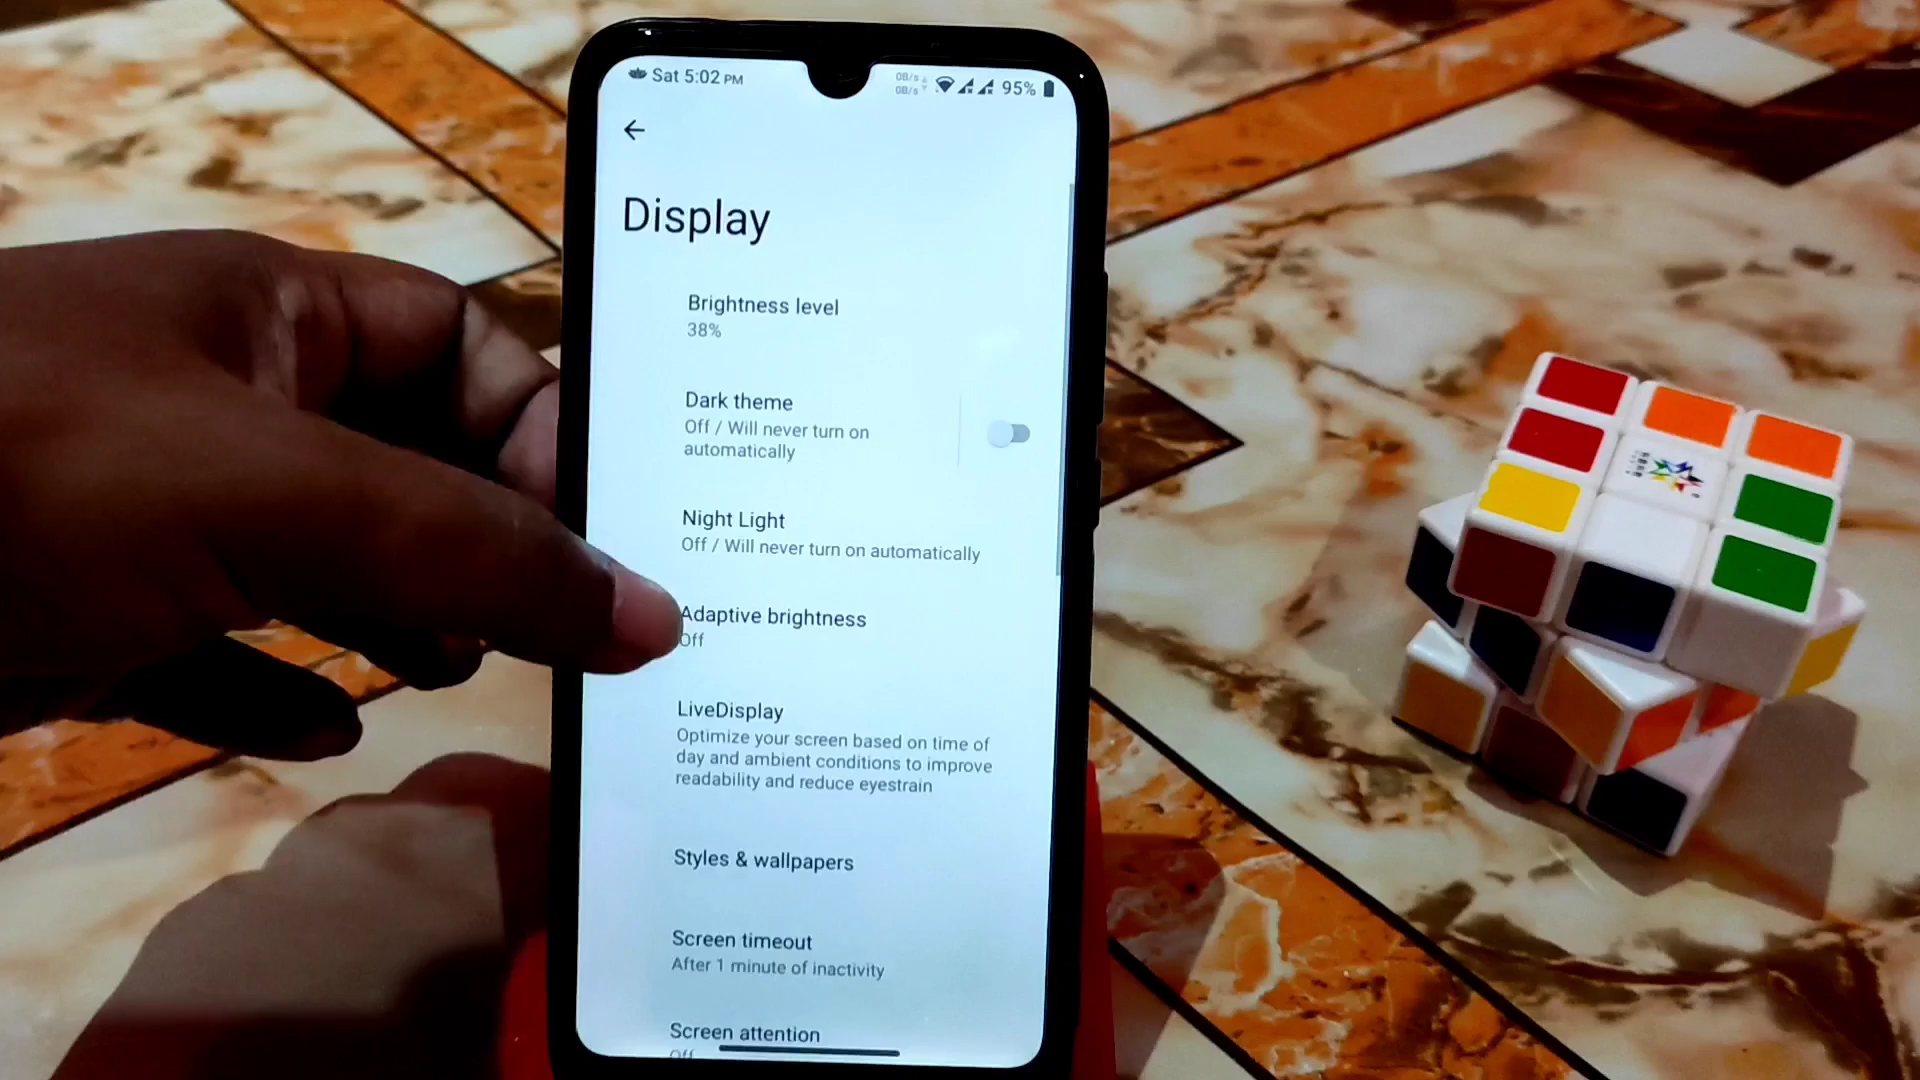 Sat 5:02 PM
0B/s
0B/s
95%
Display
Brightness level
38%
Dark theme
Off / Will never turn on
automatically
Night Light
Off / Will never turn on automatically
Adaptive brightness
Off
LiveDisplay
Optimize your screen based on time of
day and ambient conditions to improve
readability and reduce eyestrain
Styles & wallpapers
Screen timeout
After 1 minute of inactivity
Screen attention
Off